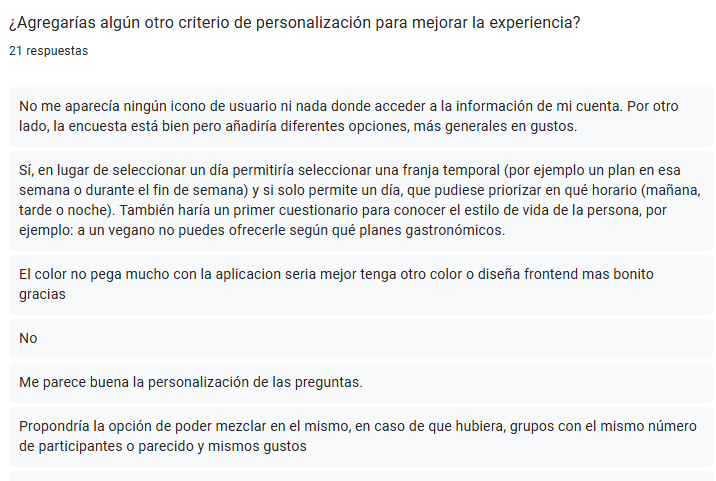 ¿Agregarías algún otro criterio de personalización para mejorar la experiencia?
21 respuestas
No me aparecía ningún icono de usuario ni nada donde acceder a la información de mi cuenta. Por otro
lado, la encuesta está bien pero añadiría diferentes opciones, más generales en gustos.
Sí, en lugar de seleccionar un día permitiría seleccionar una franja temporal (por ejemplo un plan en esa
semana o durante el fin de semana) y si solo permite un día, que pudiese priorizar en qué horario (mañana,
tarde o noche). También haría un primer cuestionario para conocer el estilo de vida de la persona, por
ejemplo: a un vegano no puedes ofrecerle según qué planes gastronómicos.
El color no pega mucho con la aplicacion seria mejor tenga otro color o diseña frontend mas bonito
gracias
No
Me parece buena la personalización de las preguntas.
Propondría la opción de poder mezclar en el mismo, en caso de que hubiera, grupos con el mismo número
de participantes o parecido y mismos gustos